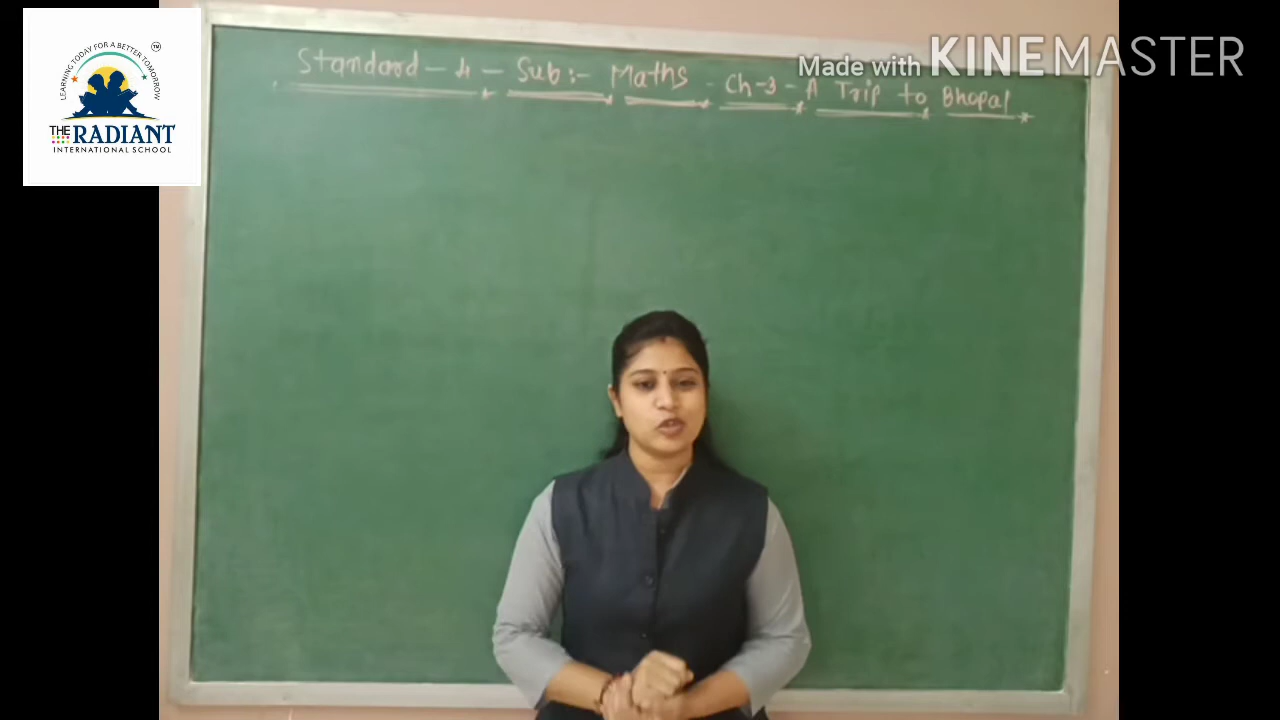 LEARNING TODAY FOR A BETTER TOMORROW
TM
THE RADIANT
INTERNATIONAL SCHOOL
Made with KINEMASTER
Standard - 4 - Sub:- Maths - Ch-3 - A Trip to Bhopal